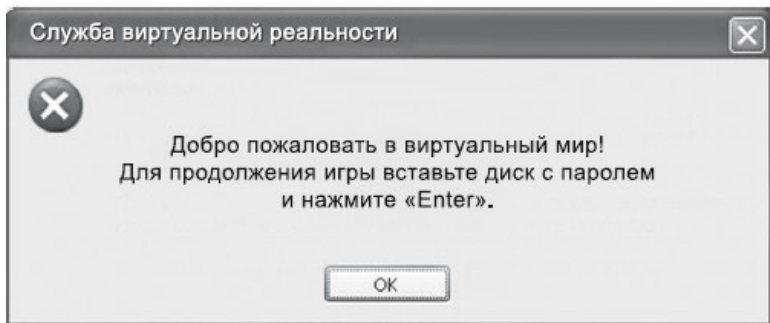 Служба виртуальной реальности
Добро пожаловать в виртуальный мир!
Для продолжения игры вставьте диск с паролем
и нажмите «Enter».
OK